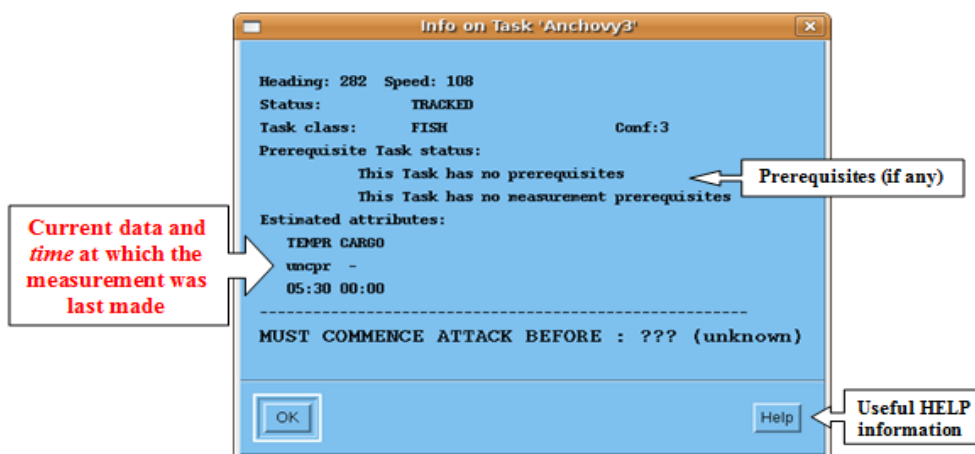 Info on Task 'Anchovy3'
Heading: 282 Speed: 108
Status: TRACKED
Task class: FISH Conf:3
Prerequisite Task status:
This Task has no prerequisites
This Task has no measurement prerequisites
Prerequisites (if any)
Estimated attributes:
TEMPR CARGO
uncpr -
05:30 00:00
Current data and
time at which the
measurement was
last made
MUST COMMENCE ATTACK BEFORE : ??? (unknown)
OK
Help
Useful HELP
information